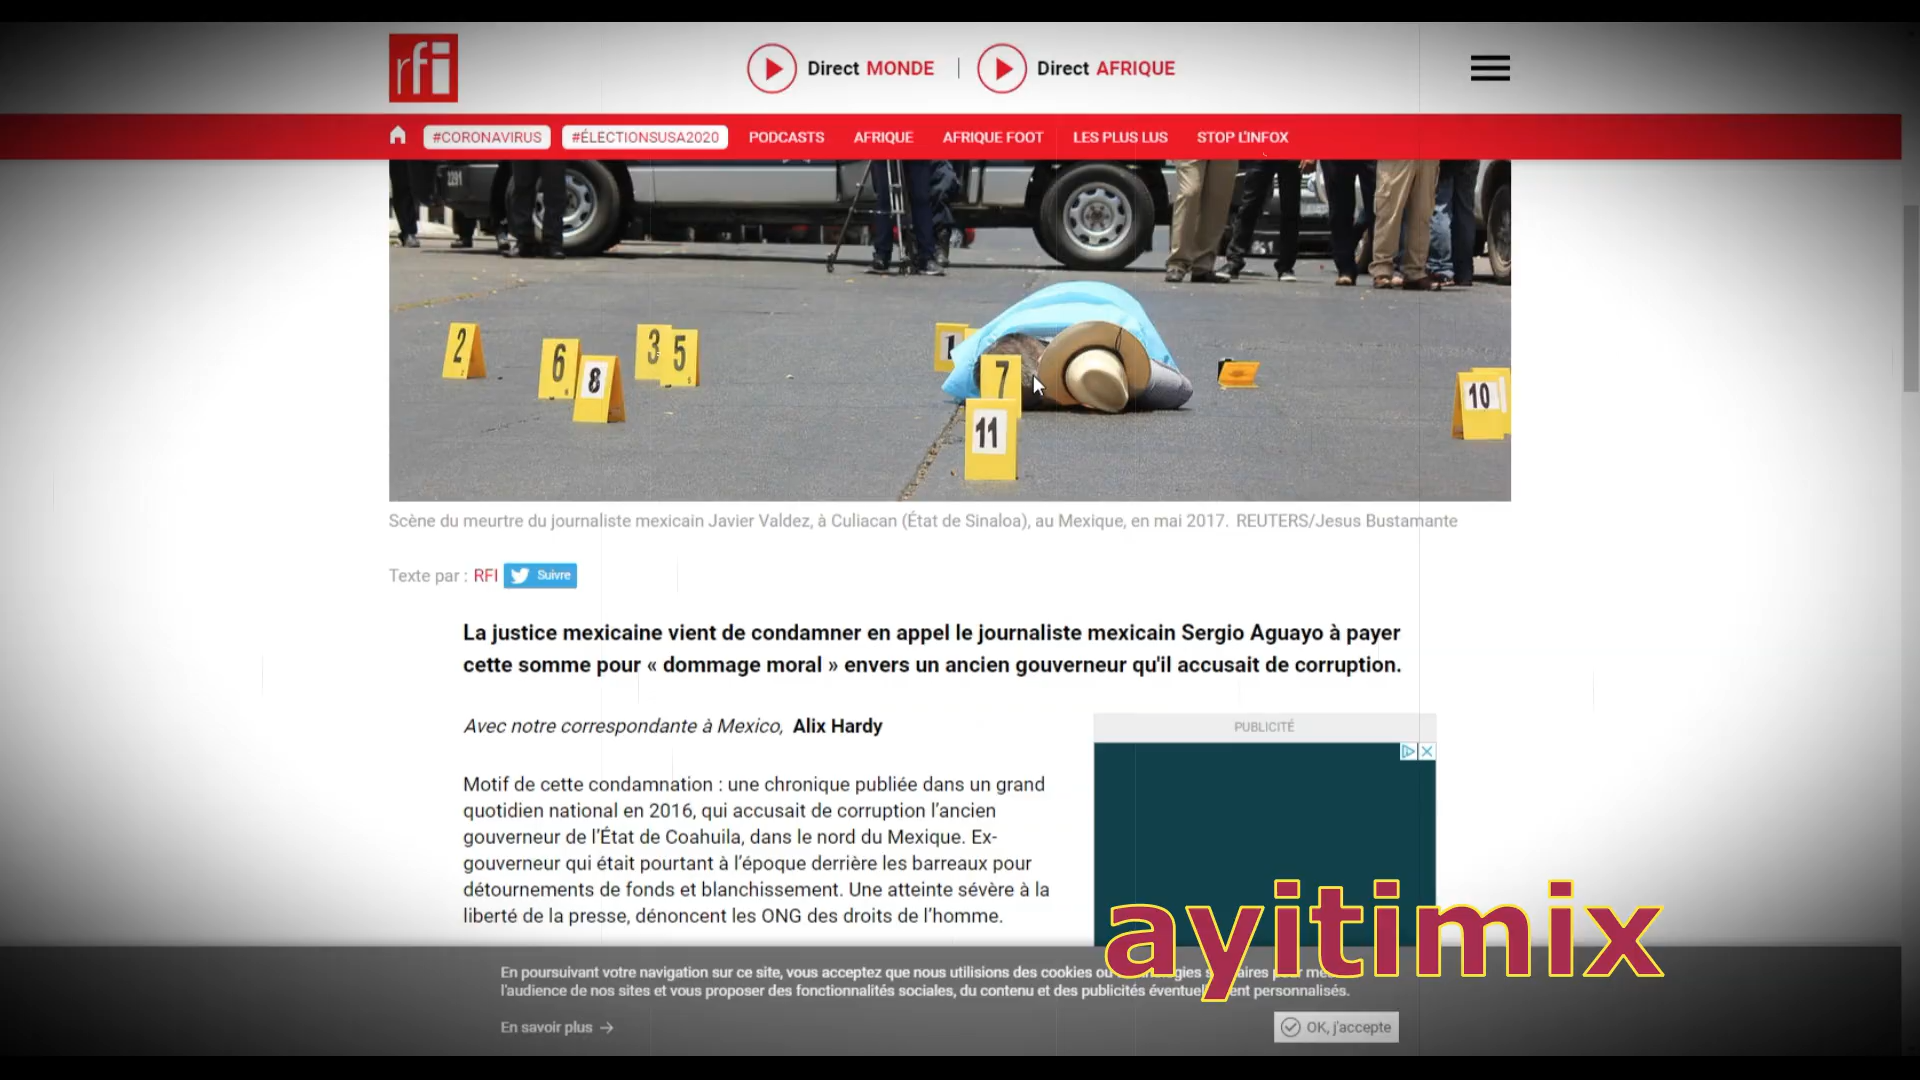 rfi
Direct MONDE | Direct AFRIQUE
#CORONAVIRUS #ÉLECTIONSUSA2020 PODCASTS AFRIQUE AFRIQUE FOOT LES PLUS LUS STOP L'INFOX
1291
2 6 8 3 5 1 7 11 10
Scène du meurtre du journaliste mexicain Javier Valdez, à Culiacan (État de Sinaloa), au Mexique, en mai 2017. REUTERS/Jesus Bustamante
Texte par : RFI Suivre
La justice mexicaine vient de condamner en appel le journaliste mexicain Sergio Aguayo à payer
cette somme pour « dommage moral » envers un ancien gouverneur qu'il accusait de corruption.
Avec notre correspondante à Mexico, Alix Hardy
PUBLICITÉ
Motif de cette condamnation : une chronique publiée dans un grand
quotidien national en 2016, qui accusait de corruption l’ancien
gouverneur de l’État de Coahuila, dans le nord du Mexique. Ex-
gouverneur qui était pourtant à l’époque derrière les barreaux pour
détournements de fonds et blanchissement. Une atteinte sévère à la
liberté de la presse, dénoncent les ONG des droits de l’homme.
ayitimix
En poursuivant votre navigation sur ce site, vous acceptez que nous utilisions des cookies
l'audience de nos sites et vous proposer des fonctionnalités sociales, du contenu et des publicités personnalisés.
En savoir plus →
OK, j'accepte